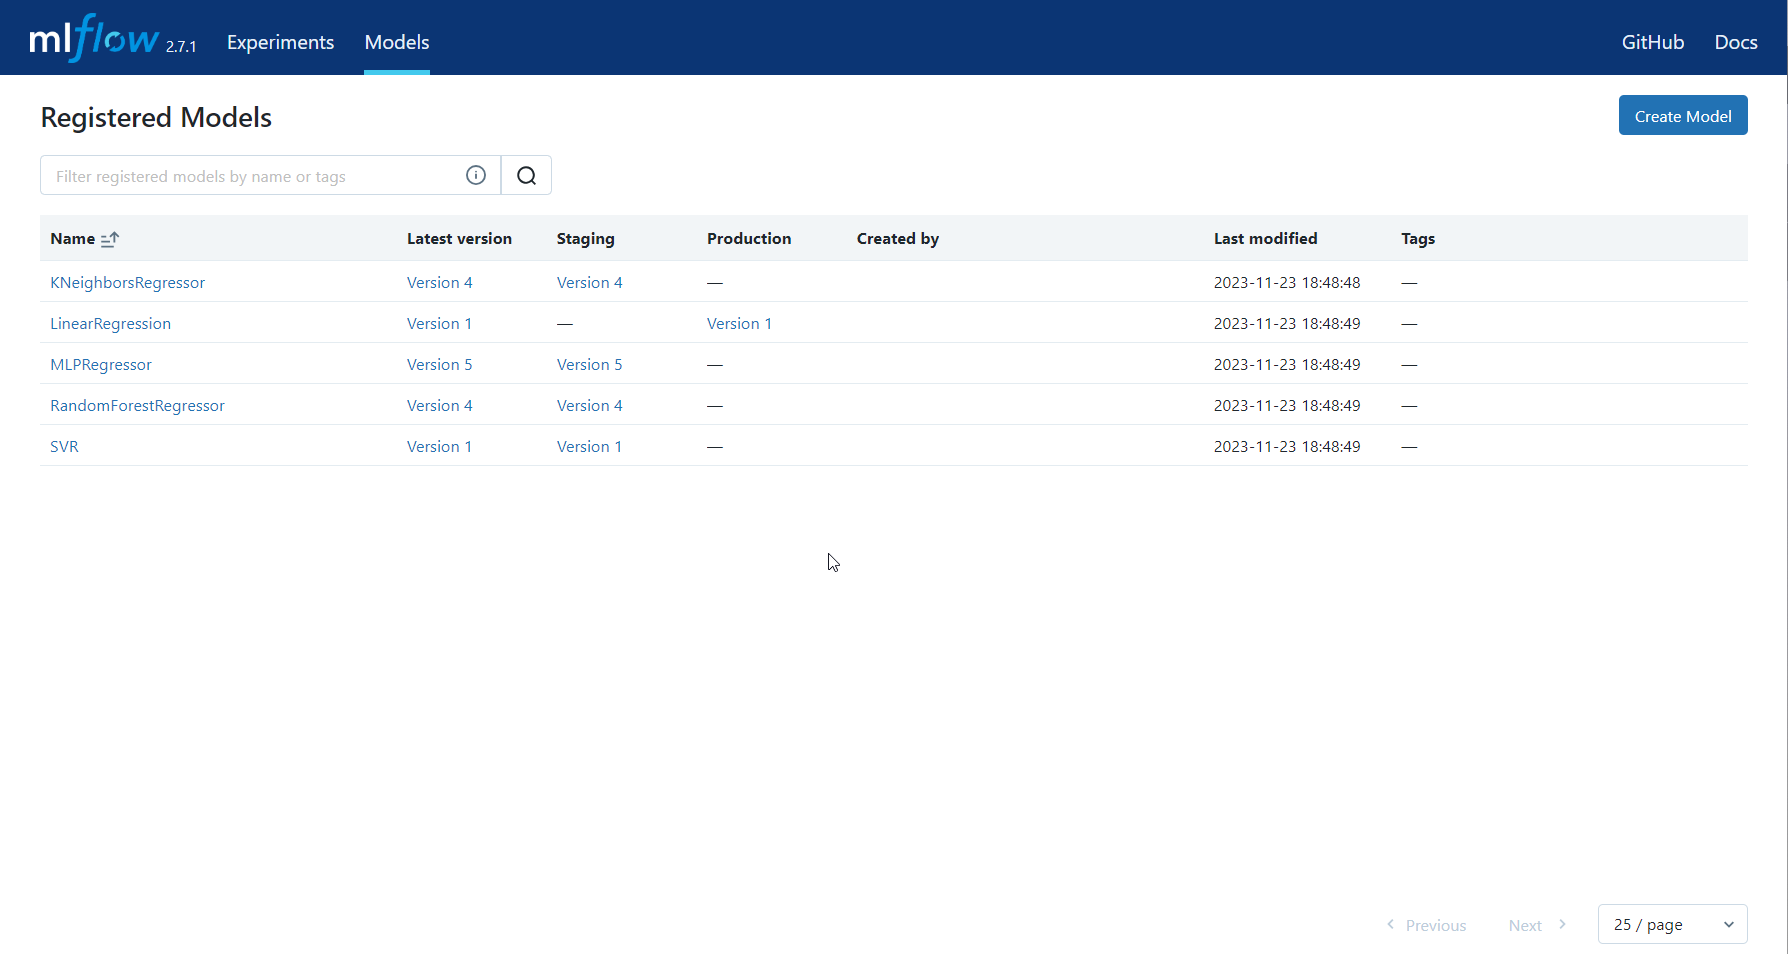 mlflow 2.7.1 Experiments Models GitHub Docs
Registered Models Create Model
Filter registered models by name or tags
Name Latest version Staging Production Created by Last modified Tags
KNeighborsRegressor Version 4 Version 4 — 2023-11-23 18:48:48 —
LinearRegression Version 1 — Version 1 2023-11-23 18:48:49 —
MLPRegressor Version 5 Version 5 — 2023-11-23 18:48:49 —
RandomForestRegressor Version 4 Version 4 — 2023-11-23 18:48:49 —
SVR Version 1 Version 1 — 2023-11-23 18:48:49 —
Previous Next 25 / page